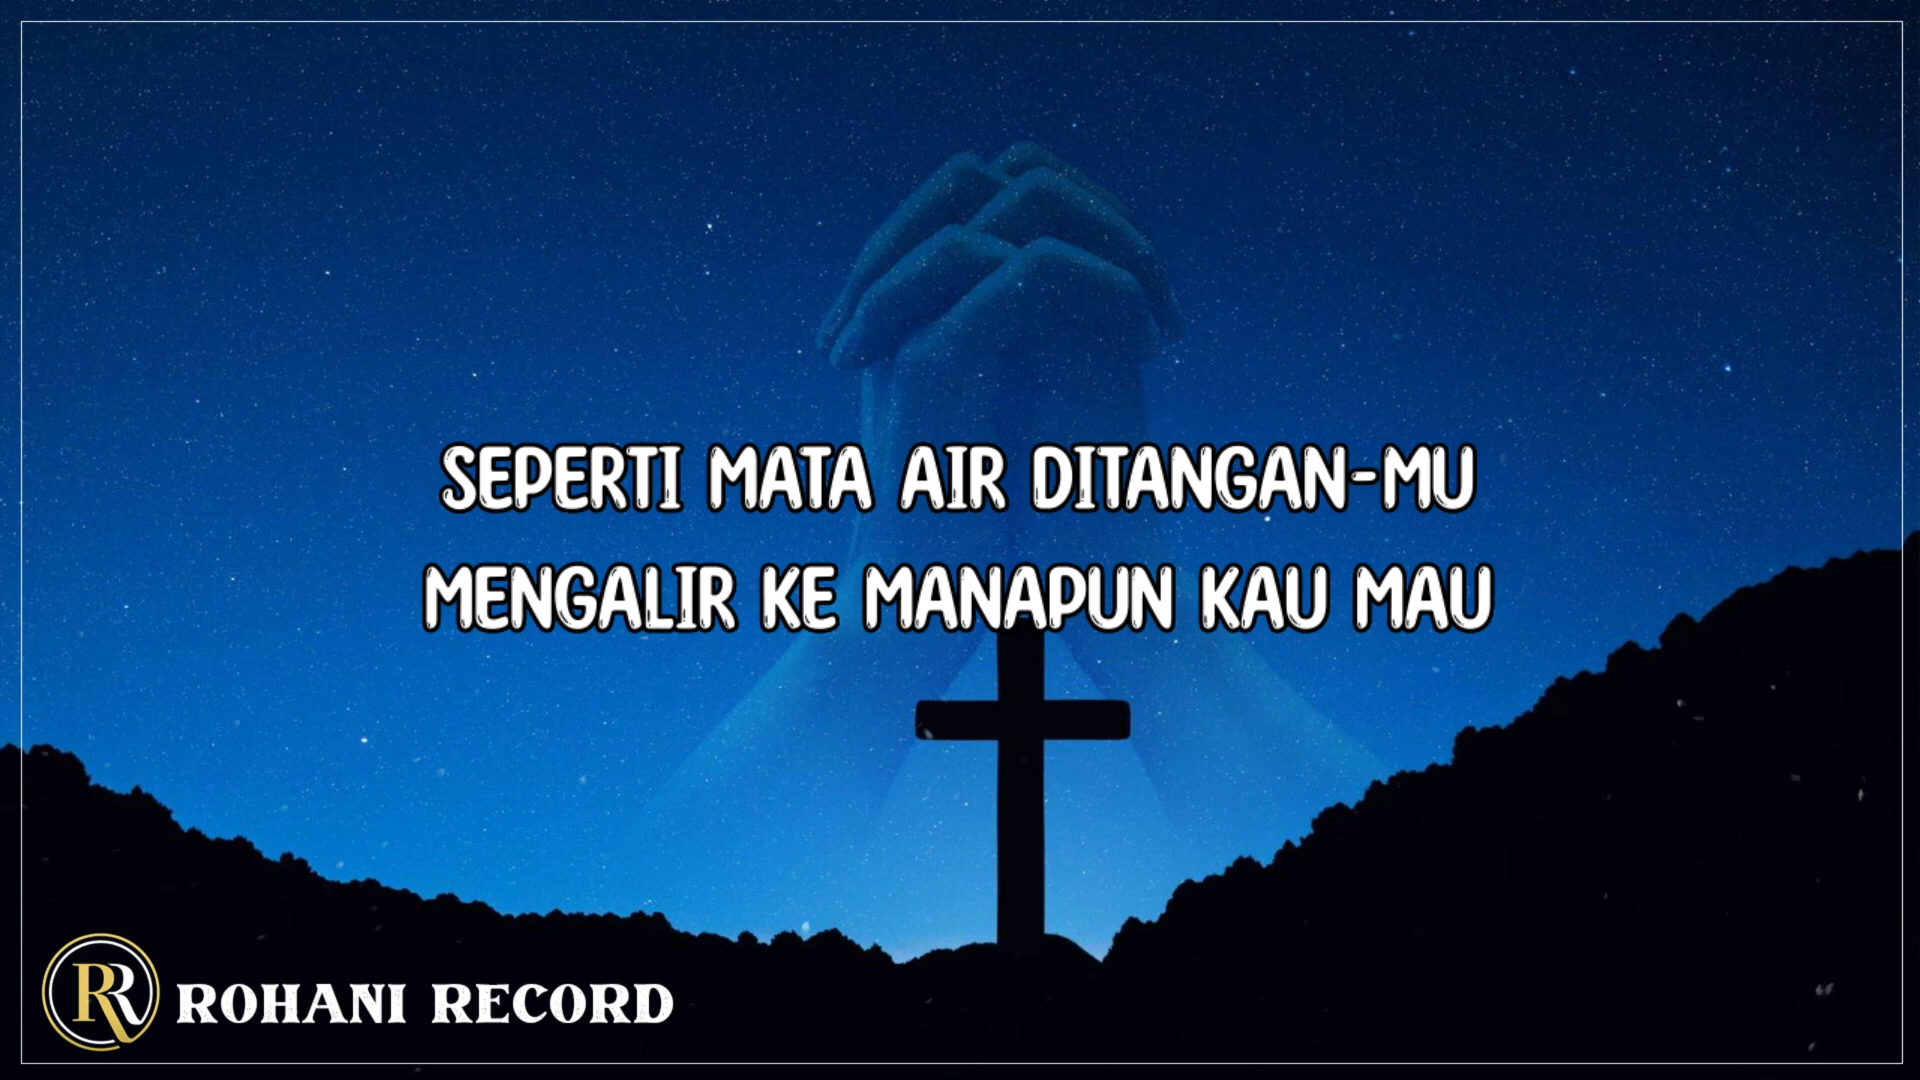 SEPERTI MATA AIR DITANGAN-MU
MENGALIR KE MANAPUN KAU MAU
RR ROHANI RECORD